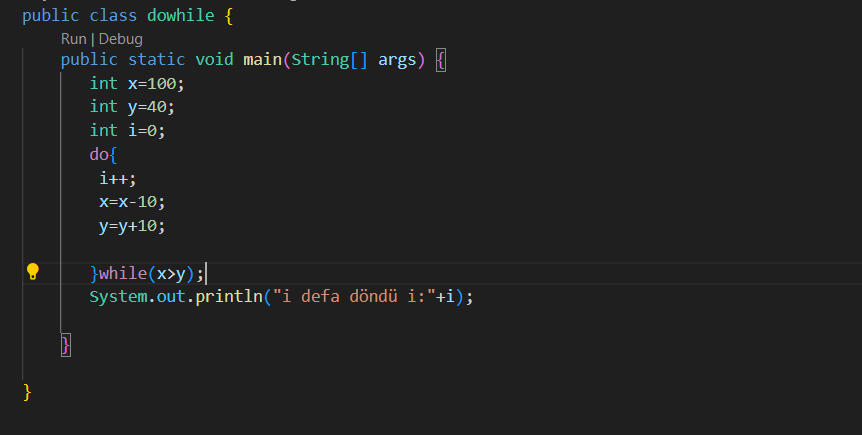 public class dowhile {
Run | Debug
public static void main(String[] args) {
int x=100;
int y=40;
int i=0;
do{
i++;
x=x-10;
y=y+10;
}while(x>y);
System.out.println("i defa döndü i:"+i);
}
}